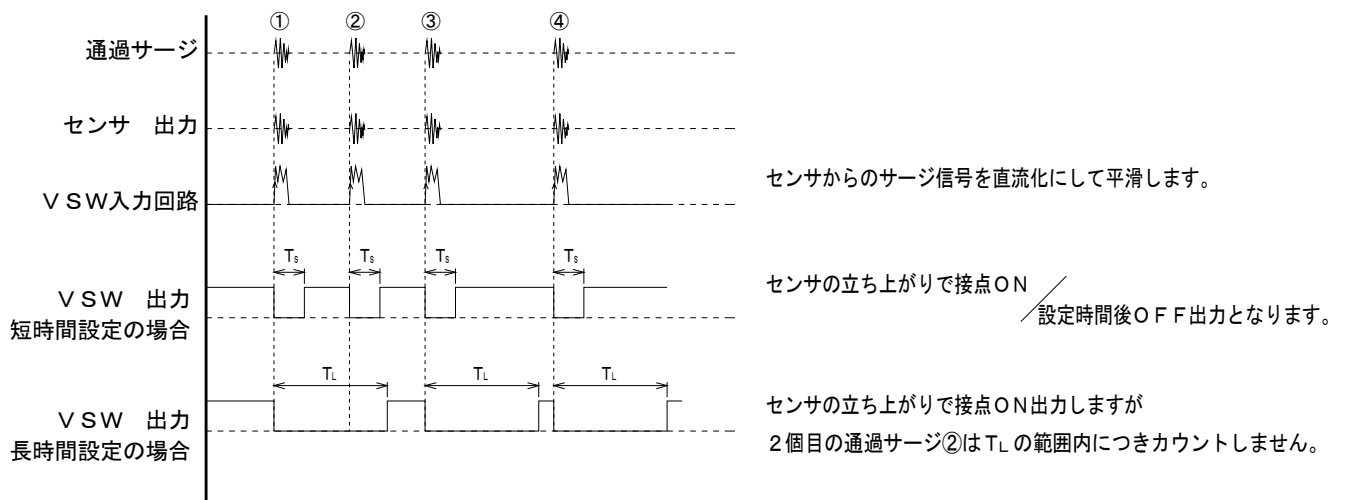 ① ② ③ ④
通過サージ
センサ 出力
VSW入力回路
センサからのサージ信号を直流化にして平滑します。
Ts Ts Ts Ts
VSW 出力
短時間設定の場合
センサの立ち上がりで接点ON
設定時間後OFF出力となります。
TL TL TL
VSW 出力
長時間設定の場合
センサの立ち上がりで接点ON出力しますが
2個目の通過サージ②はTLの範囲内につきカウントしません。